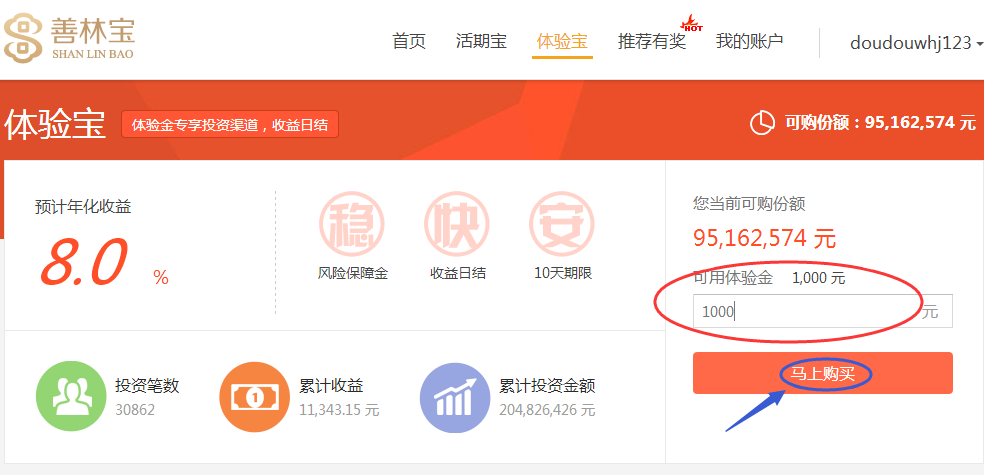 善林宝
SHAN LIN BAO
首页 活期宝 体验宝 推荐有奖 HOT 我的账户 doudouwhj123
体验宝 体验金专享投资渠道，收益日结 可购份额：95,162,574 元
预计年化收益
8.0 %
稳 快 安
风险保障金 收益日结 10天期限
您当前可购份额
95,162,574 元
可用体验金 1,000 元
1000 元
马上购买
投资笔数
30862
1
累计收益
11,343.15 元
累计投资金额
204,826,426 元